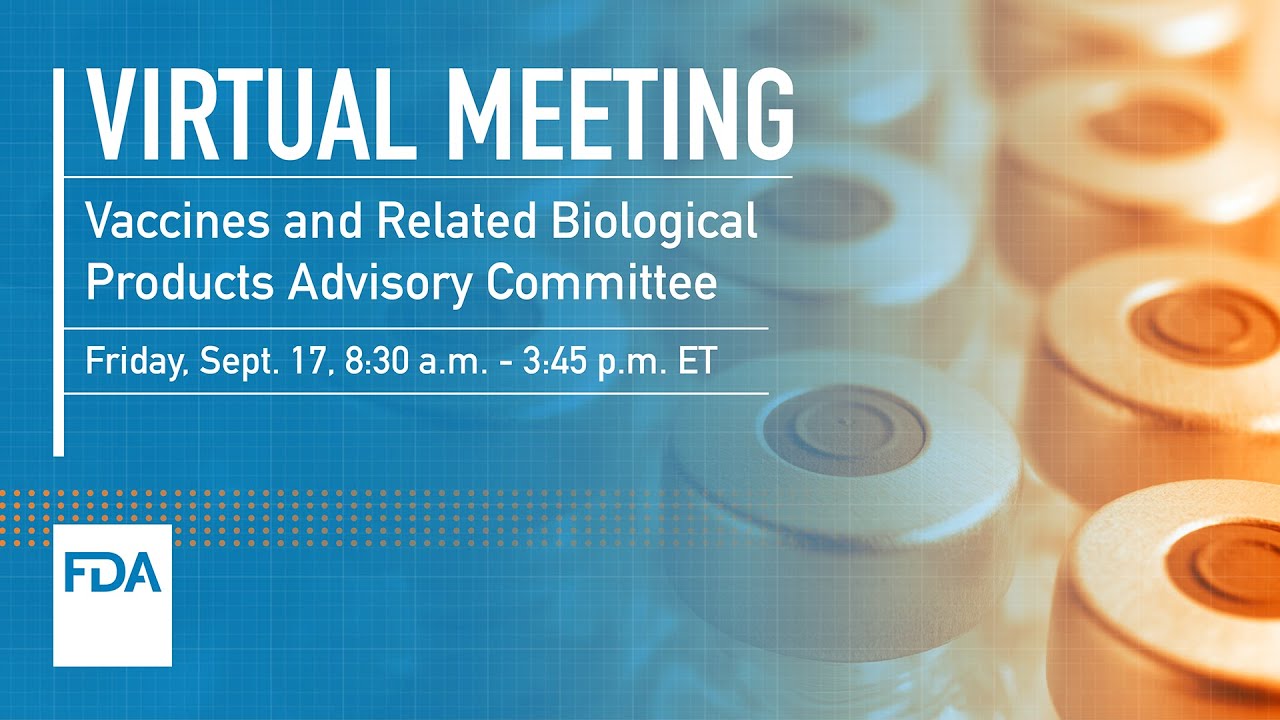 VIRTUAL MEETING
Vaccines and Related Biological
Products Advisory Committee
Friday, Sept. 17, 8:30 a.m. - 3:45 p.m. ET
FDA